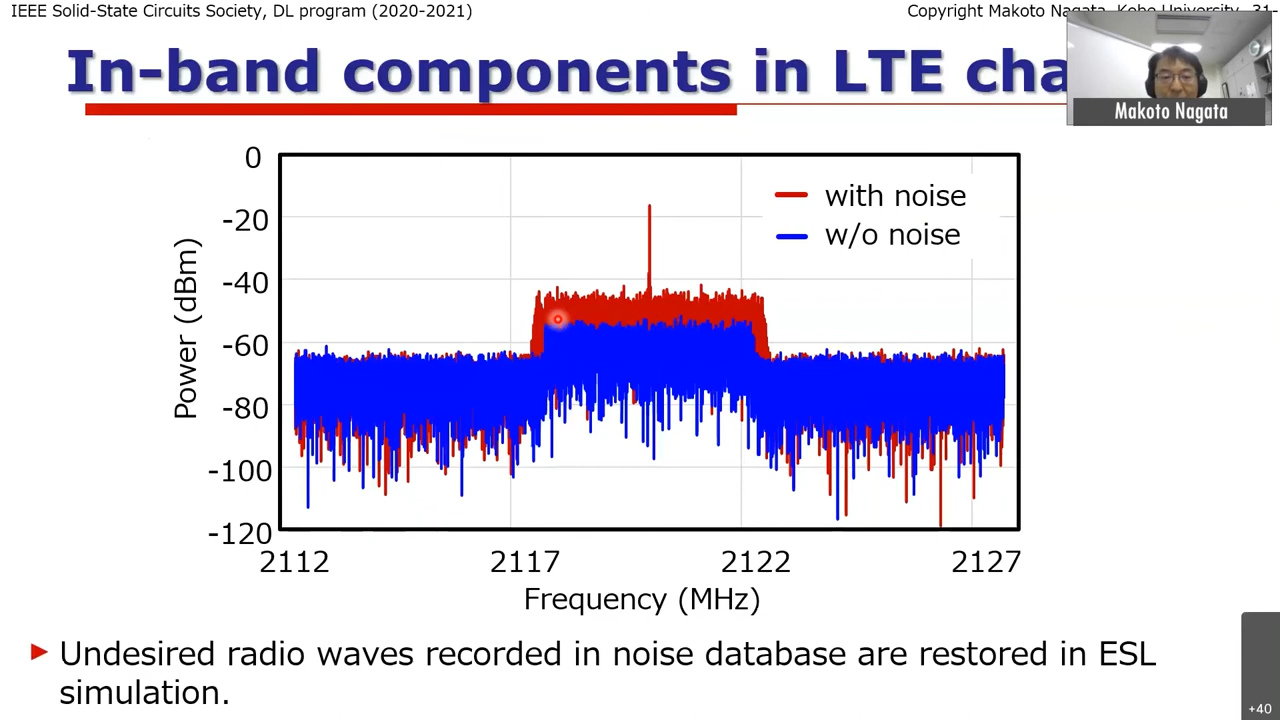 IEEE Solid-State Circuits Society, DL program (2020-2021)
Copyright Makoto Nagata, Kobe University, 31-
In-band components in LTE cha
Makoto Nagata
0
-20
-40
-60
-80
-100
-120
Power (dBm)
with noise
w/o noise
2112 2117 2122 2127
Frequency (MHz)
Undesired radio waves recorded in noise database are restored in ESL
simulation.
+40